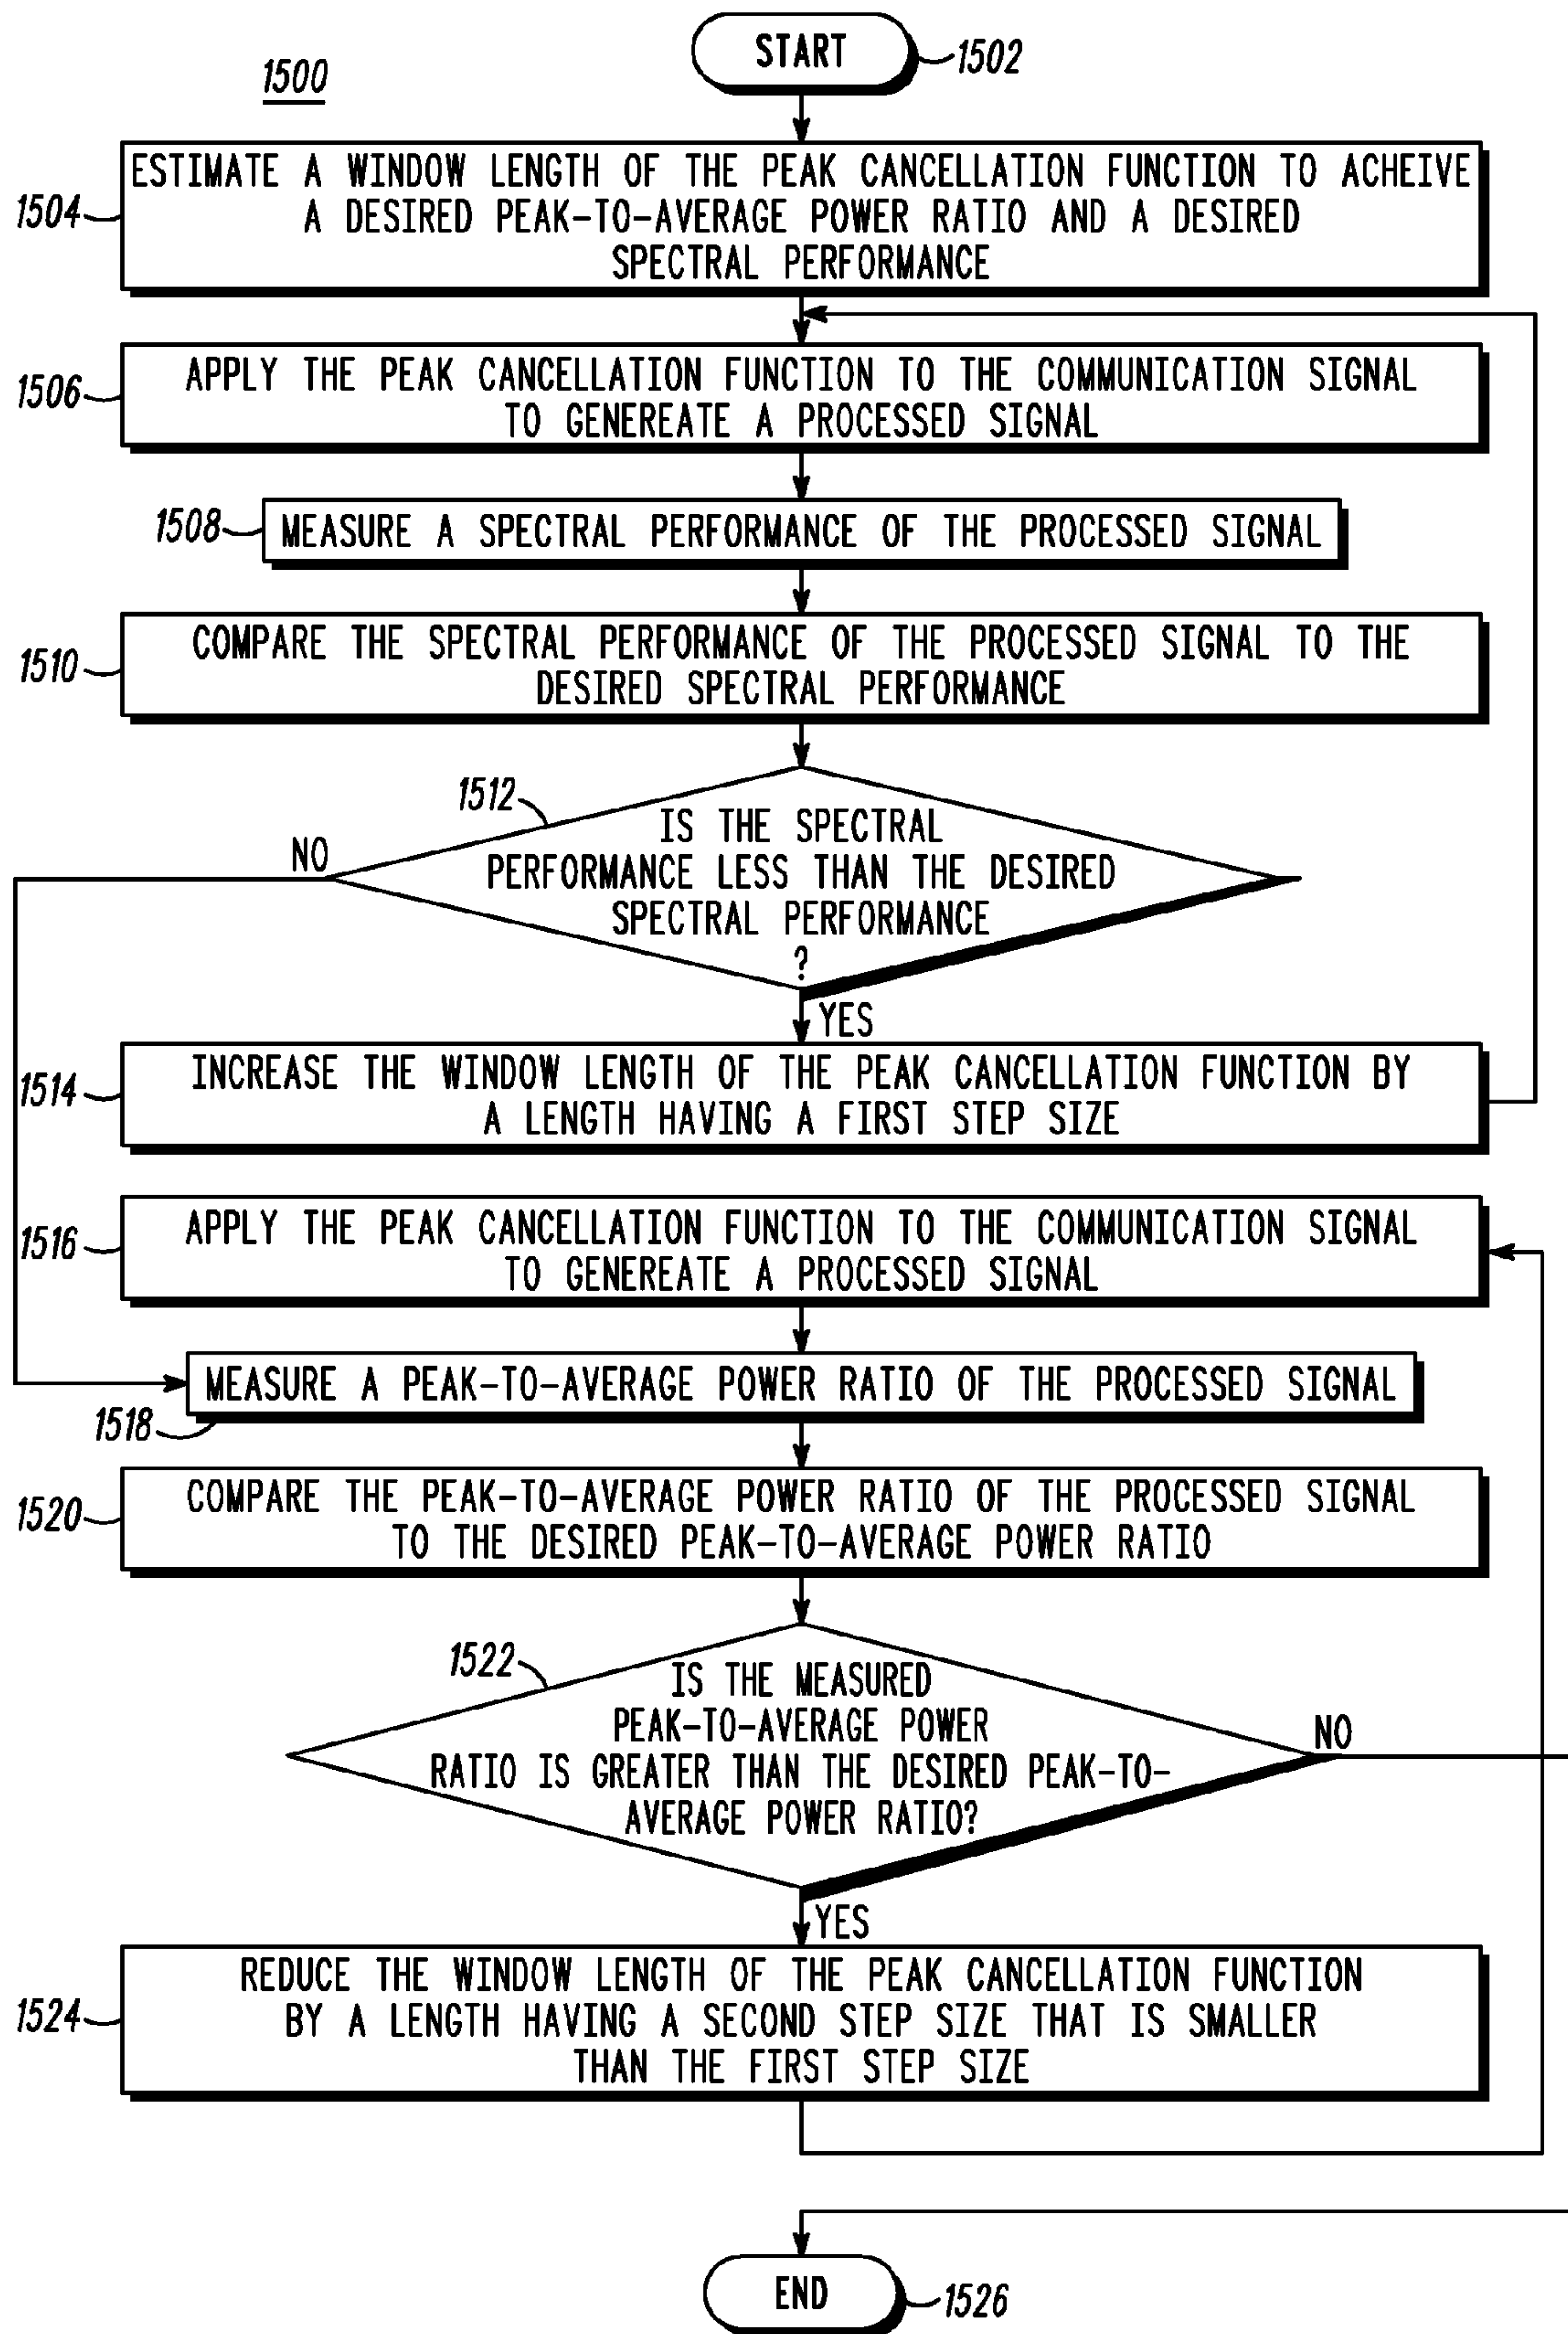 START
1502
1500
1504
ESTIMATE A WINDOW LENGTH OF THE PEAK CANCELLATION FUNCTION TO ACHEIVE
A DESIRED PEAK-TO-AVERAGE POWER RATIO AND A DESIRED
SPECTRAL PERFORMANCE
1506
APPLY THE PEAK CANCELLATION FUNCTION TO THE COMMUNICATION SIGNAL
TO GENEREATE A PROCESSED SIGNAL
1508
MEASURE A SPECTRAL PERFORMANCE OF THE PROCESSED SIGNAL
1510
COMPARE THE SPECTRAL PERFORMANCE OF THE PROCESSED SIGNAL TO THE
DESIRED SPECTRAL PERFORMANCE
1512
IS THE SPECTRAL
PERFORMANCE LESS THAN THE DESIRED
SPECTRAL PERFORMANCE
?
NO
YES
1514
INCREASE THE WINDOW LENGTH OF THE PEAK CANCELLATION FUNCTION BY
A LENGTH HAVING A FIRST STEP SIZE
1516
APPLY THE PEAK CANCELLATION FUNCTION TO THE COMMUNICATION SIGNAL
TO GENEREATE A PROCESSED SIGNAL
MEASURE A PEAK-TO-AVERAGE POWER RATIO OF THE PROCESSED SIGNAL
1518
1520
COMPARE THE PEAK-TO-AVERAGE POWER RATIO OF THE PROCESSED SIGNAL
TO THE DESIRED PEAK-TO-AVERAGE POWER RATIO
1522
IS THE MEASURED
PEAK-TO-AVERAGE POWER
RATIO IS GREATER THAN THE DESIRED PEAK-TO-
AVERAGE POWER RATIO?
NO
YES
1524
REDUCE THE WINDOW LENGTH OF THE PEAK CANCELLATION FUNCTION
BY A LENGTH HAVING A SECOND STEP SIZE THAT IS SMALLER
THAN THE FIRST STEP SIZE
END
1526